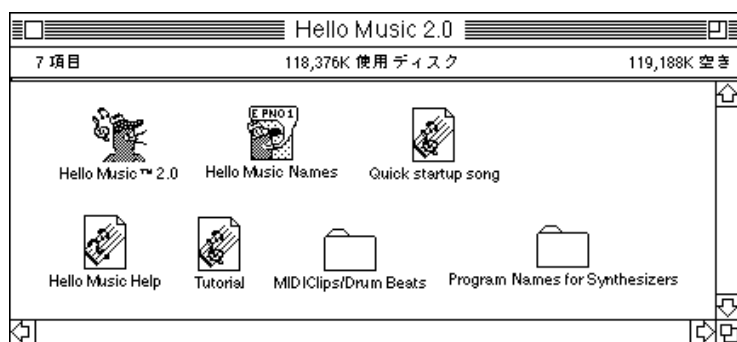 Hello Music 2.0
7 項目
118,376K 使用ディスク
119,188K 空き
E PNO1
Hello Music™ 2.0
Hello Music Names
Quick startup song
Hello Music Help
Tutorial
MIDIClips/Drum Beats
Program Names for Synthesizers